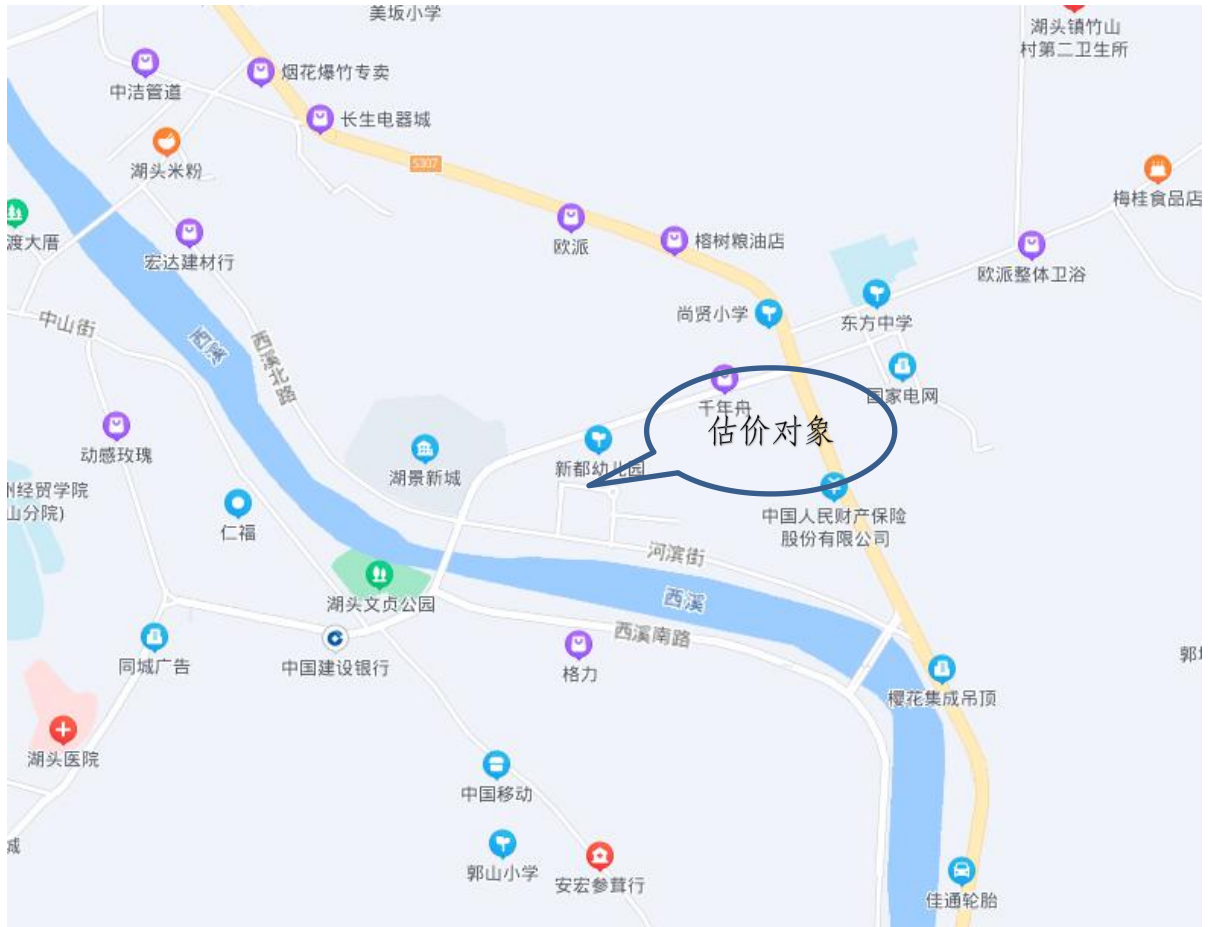 美坂小学
湖头镇竹山
村第二卫生所
中洁管道
烟花爆竹专卖
长生电器城
湖头米粉
S307
梅桂食品店
渡大厝
宏达建材行
欧派
榕树粮油店
欧派整体卫浴
中山街
西溪
西溪北路
尚贤小学
东方中学
千年舟
国家电网
估价对象
动感玫瑰
湖景新城
新都幼儿园
州经贸学院
山分院)
仁福
中国人民财产保险
股份有限公司
河滨街
湖头文贞公园
西溪
西溪南路
同城广告
中国建设银行
格力
樱花集成吊顶
湖头医院
中国移动
郭山小学
安宏参茸行
佳通轮胎
城